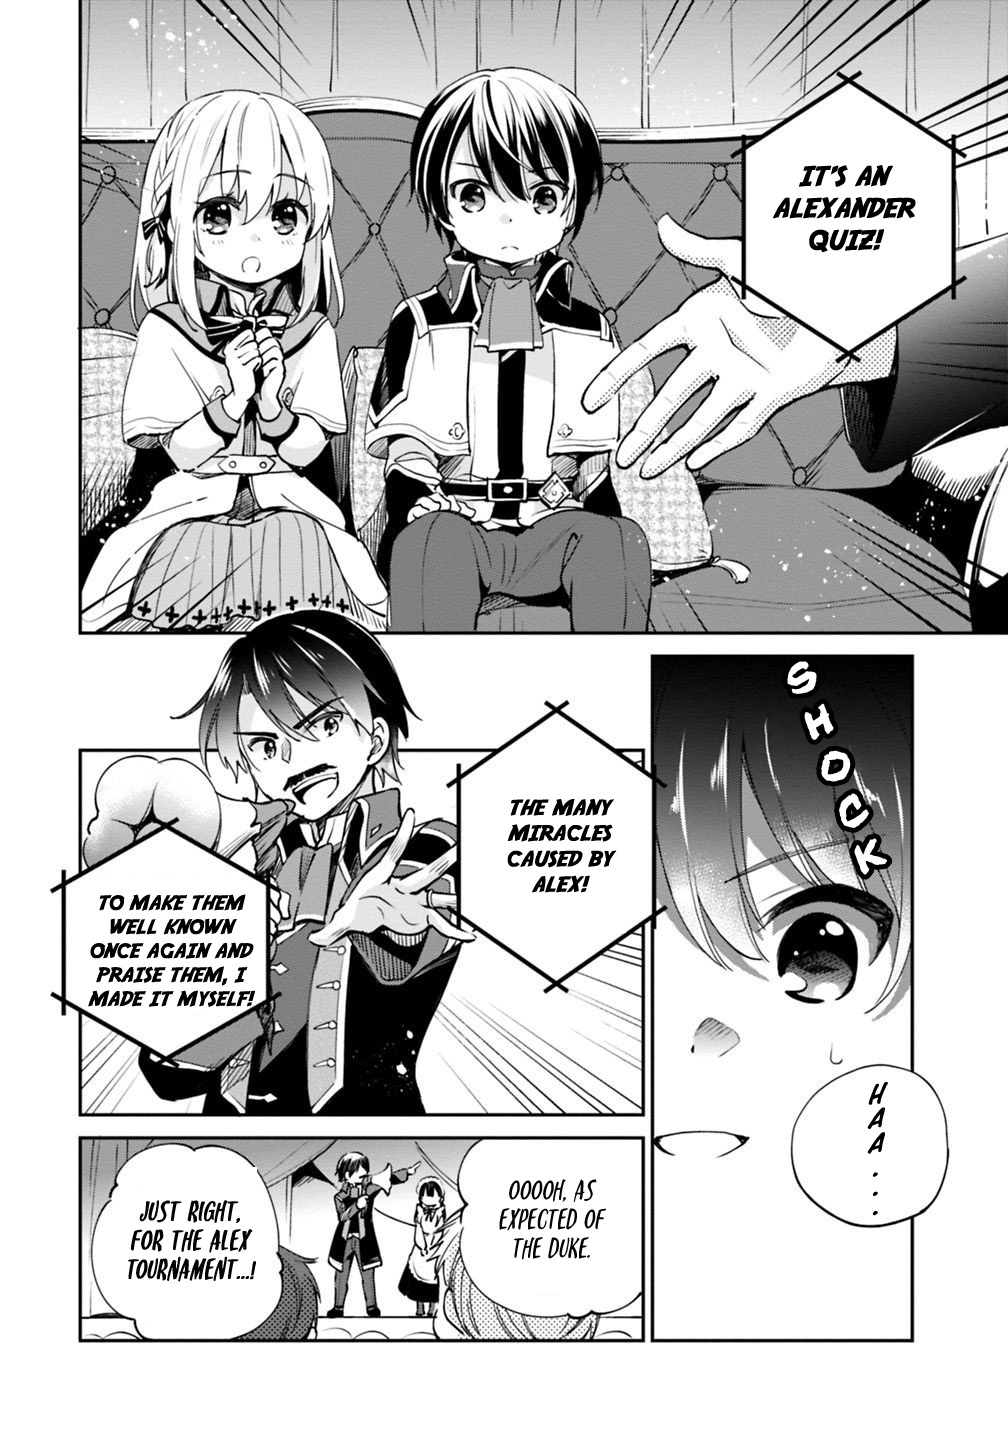 IT'S AN
ALEXANDER
QUIZ!
SHOCK
HAA...
THE MANY
MIRACLES
CAUSED BY
ALEX!
TO MAKE THEM
WELL KNOWN
ONCE AGAIN AND
PRAISE THEM, I
MADE IT MYSELF!
OOOOH, AS
EXPECTED OF
THE DUKE.
JUST RIGHT,
FOR THE ALEX
TOURNAMENT...!